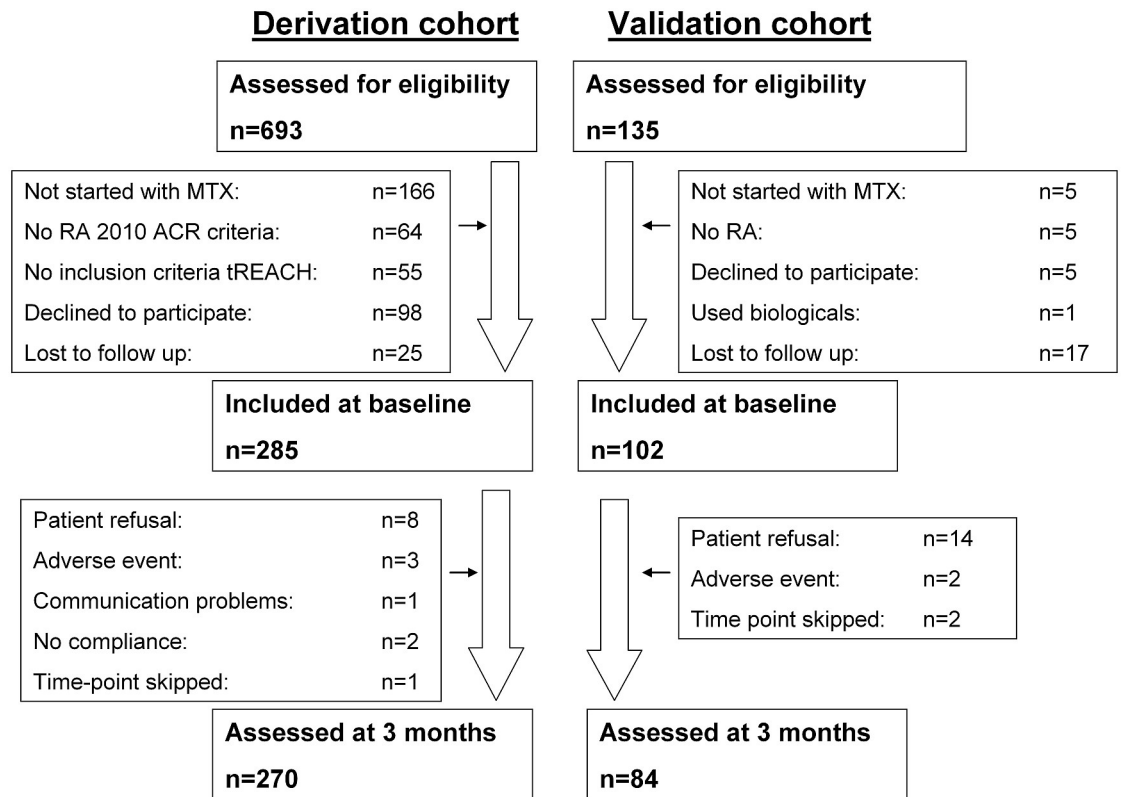 Derivation cohort
Validation cohort
Assessed for eligibility
n=693
Assessed for eligibility
n=135
Not started with MTX: n=166
No RA 2010 ACR criteria: n=64
No inclusion criteria tREACH: n=55
Declined to participate: n=98
Lost to follow up: n=25
Not started with MTX: n=5
No RA: n=5
Declined to participate: n=5
Used biologicals: n=1
Lost to follow up: n=17
Included at baseline
n=285
Included at baseline
n=102
Patient refusal: n=8
Adverse event: n=3
Communication problems: n=1
No compliance: n=2
Time-point skipped: n=1
Patient refusal: n=14
Adverse event: n=2
Time point skipped: n=2
Assessed at 3 months
n=270
Assessed at 3 months
n=84